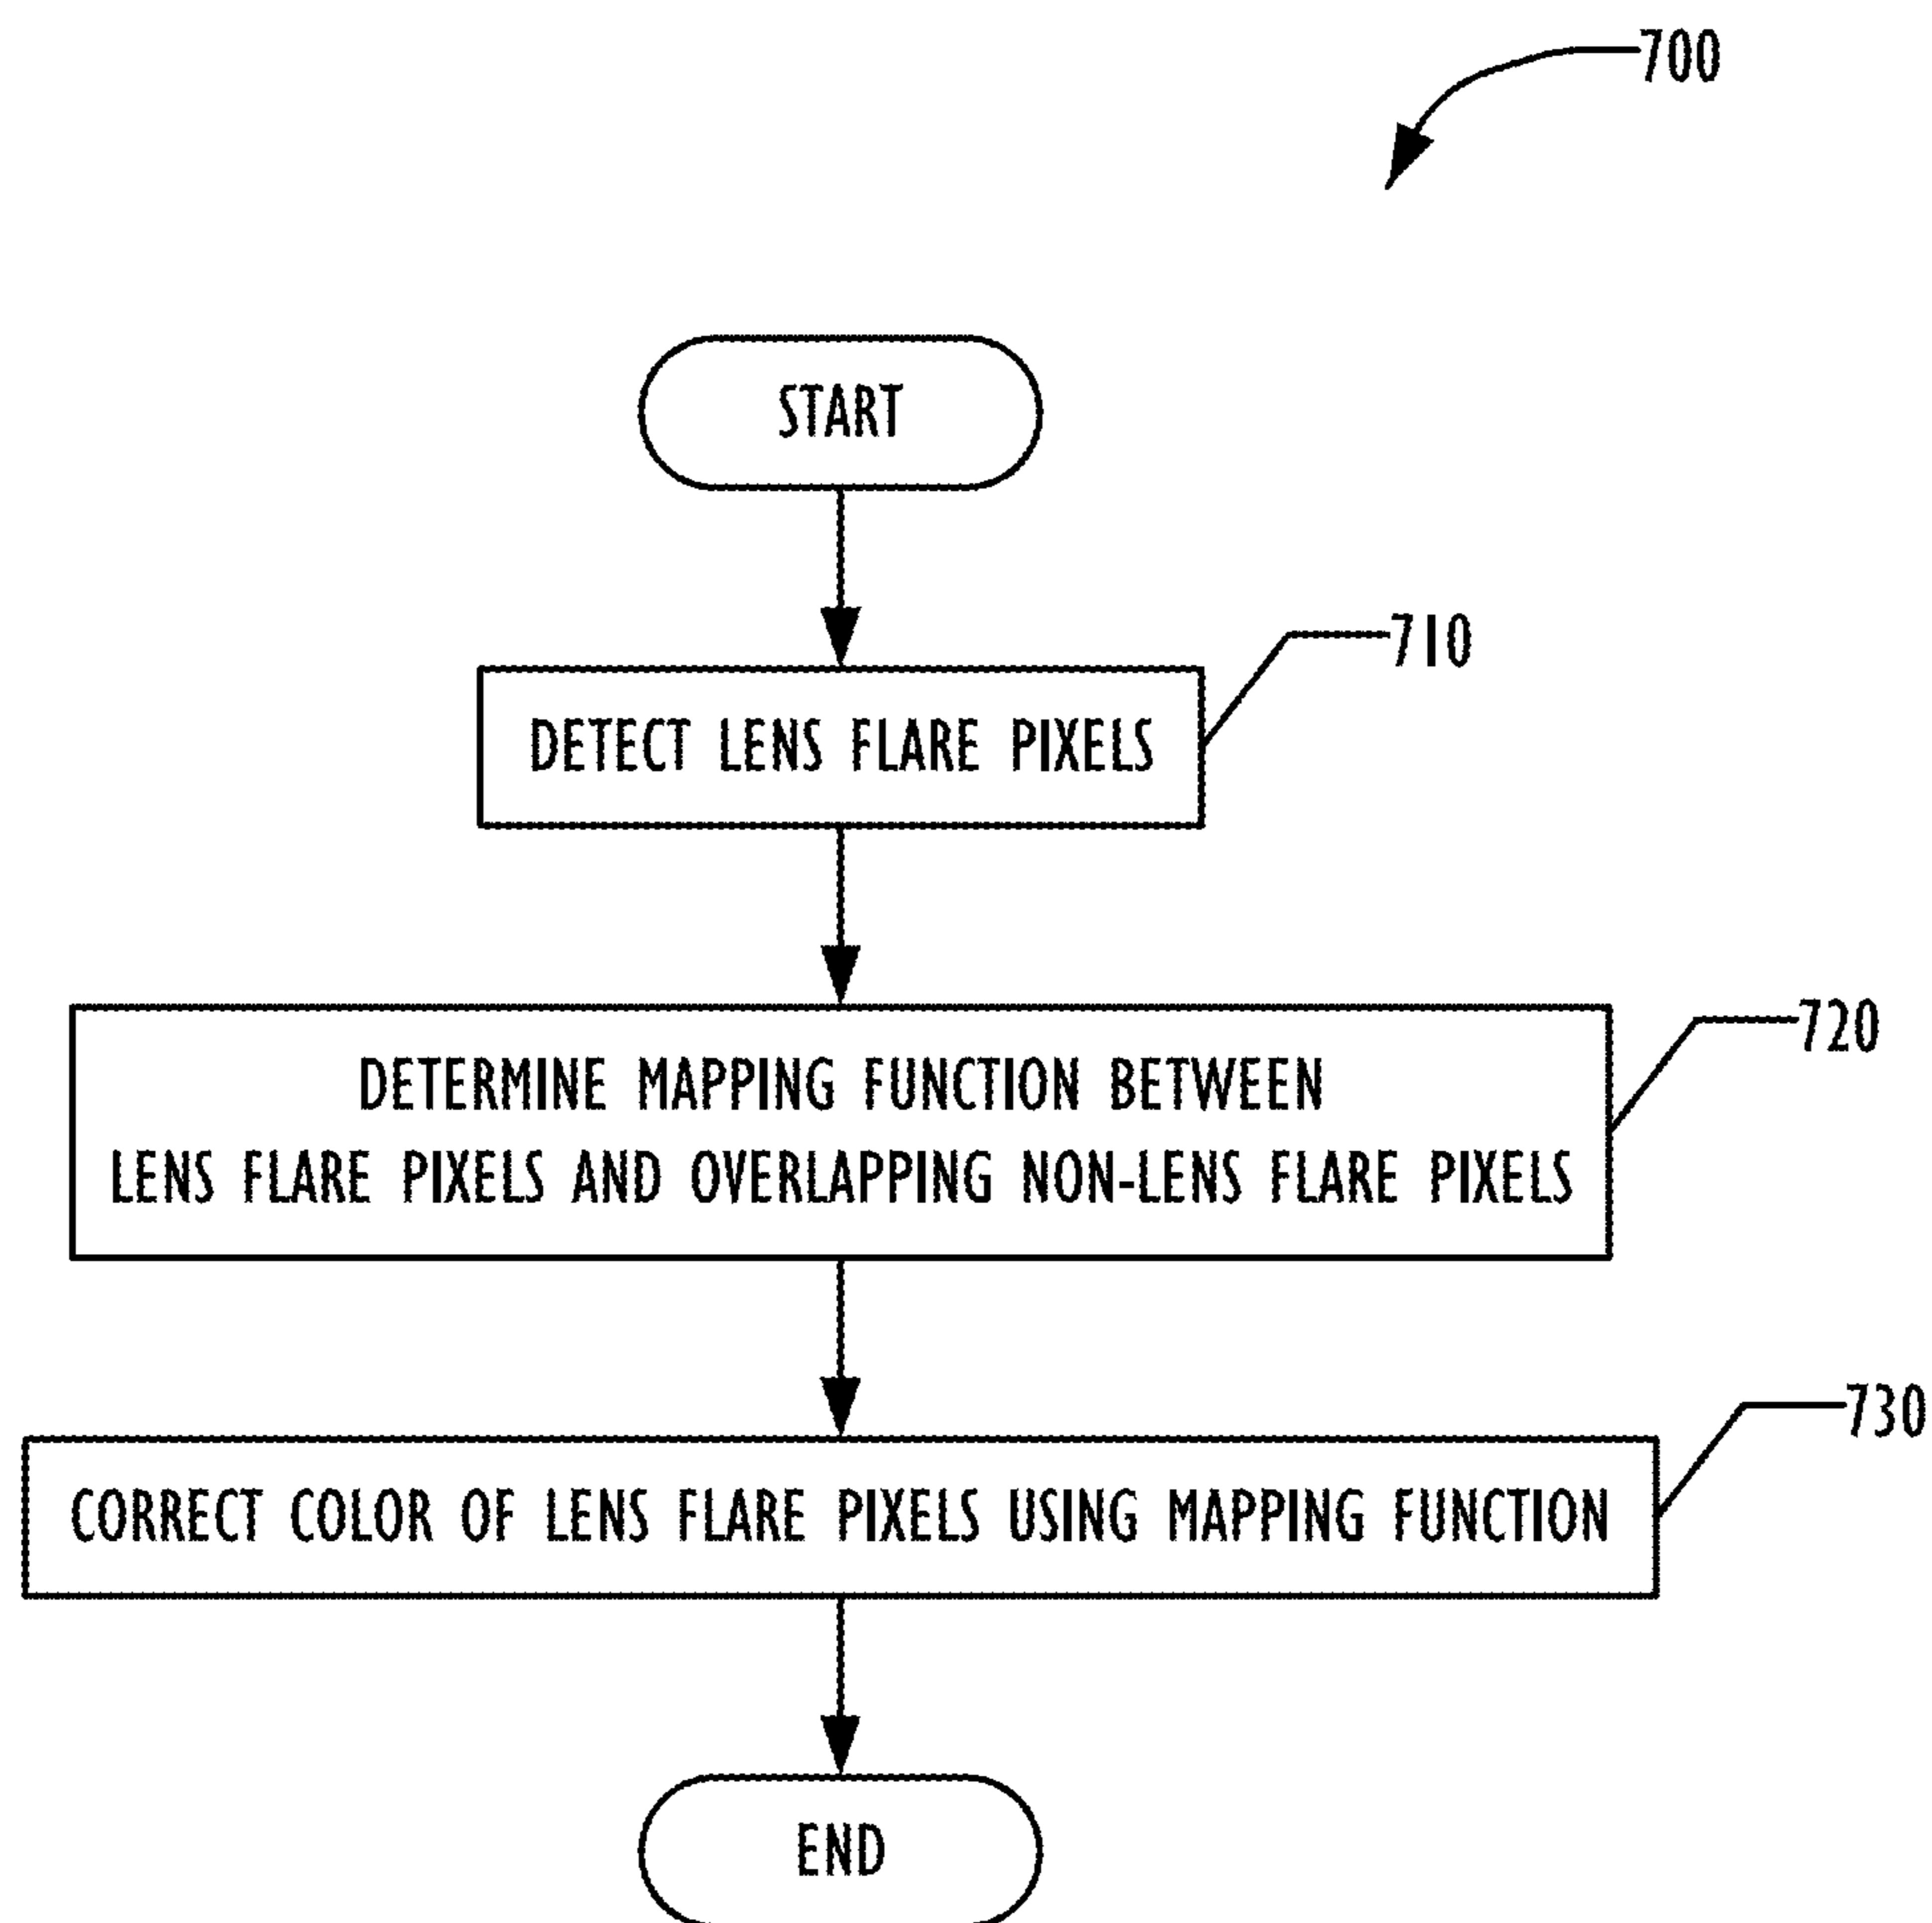 700
START
710
DETECT LENS FLARE PIXELS
720
DETERMINE MAPPING FUNCTION BETWEEN
LENS FLARE PIXELS AND OVERLAPPING NON-LENS FLARE PIXELS
730
CORRECT COLOR OF LENS FLARE PIXELS USING MAPPING FUNCTION
END